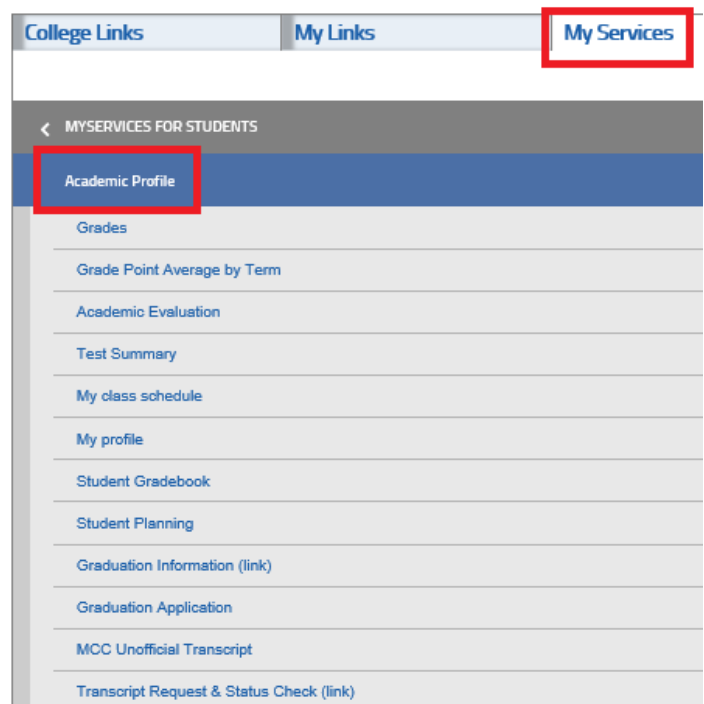 College Links
My Links
My Services
MYSERVICES FOR STUDENTS
Academic Profile
Grades
Grade Point Average by Term
Academic Evaluation
Test Summary
My class schedule
My profile
Student Gradebook
Student Planning
Graduation Information (link)
Graduation Application
MCC Unofficial Transcript
Transcript Request & Status Check (link)